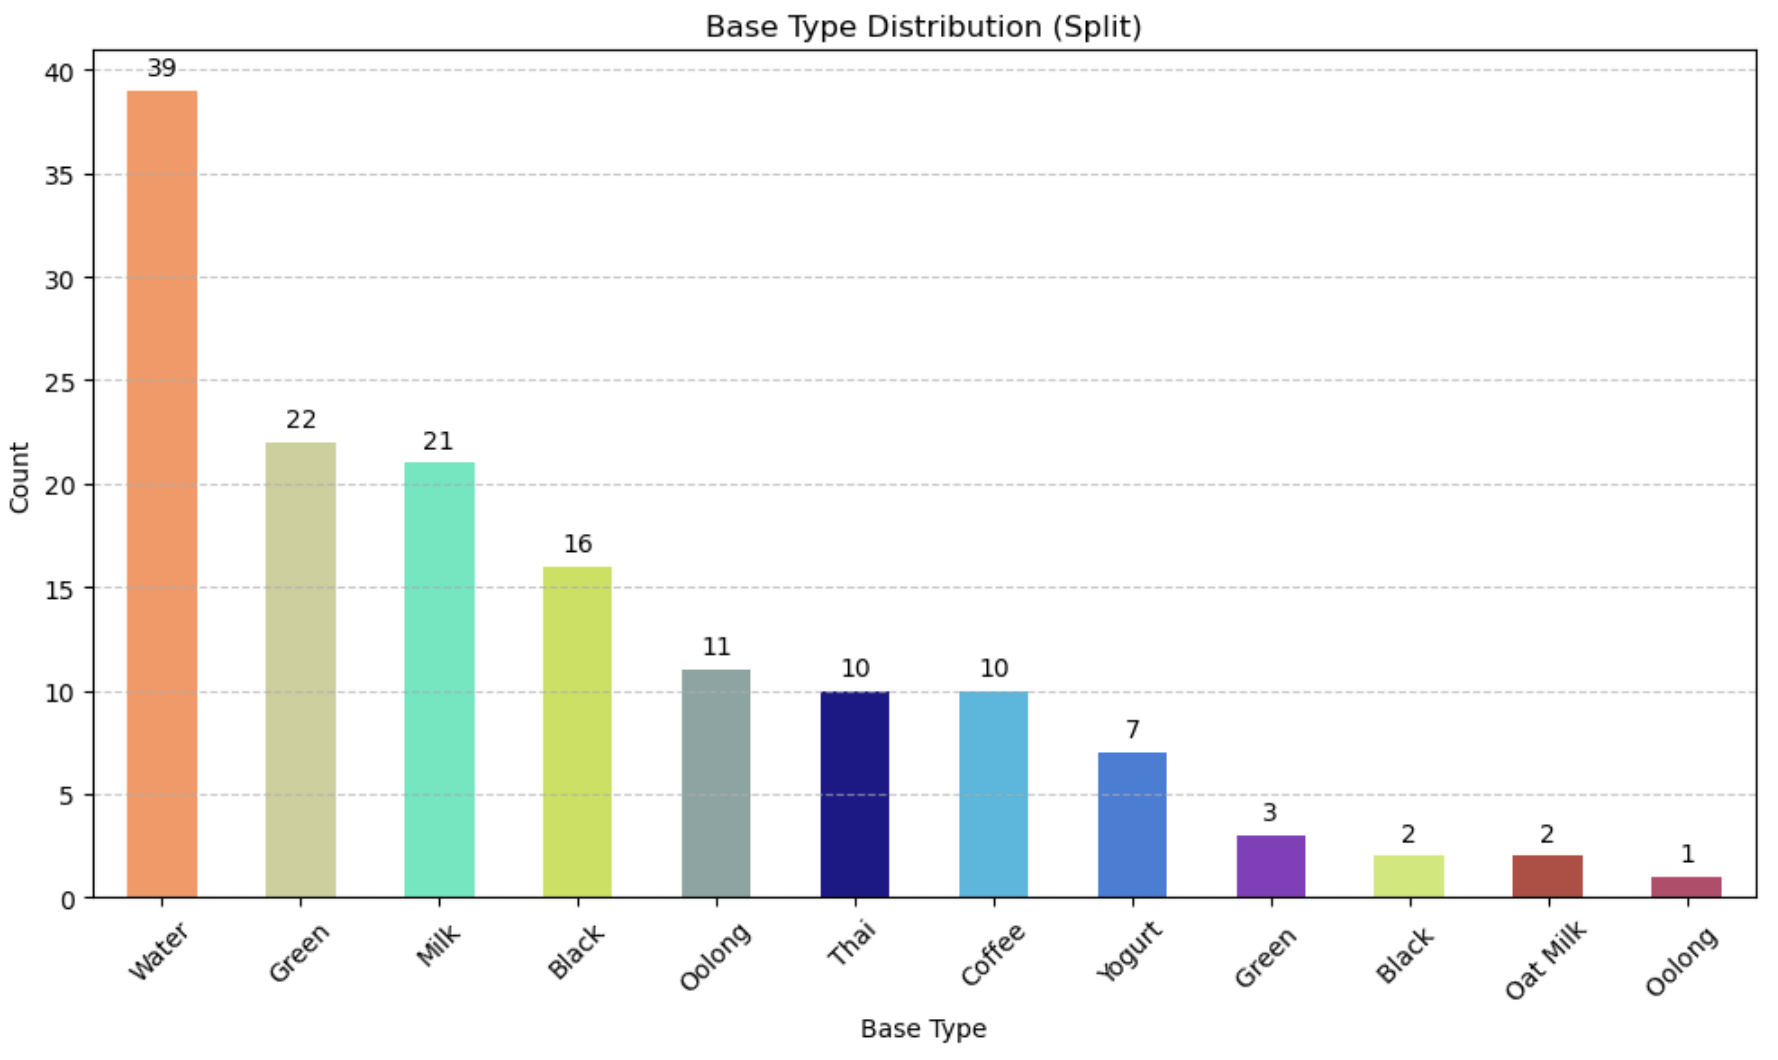 Base Type Distribution (Split)
Count
40
35
30
25
20
15
10
5
0
39
22
21
16
11
10
10
7
3
2
2
1
Water
Green
Milk
Black
Oolong
Thai
Coffee
Yogurt
Green
Black
Oat Milk
Oolong
Base Type